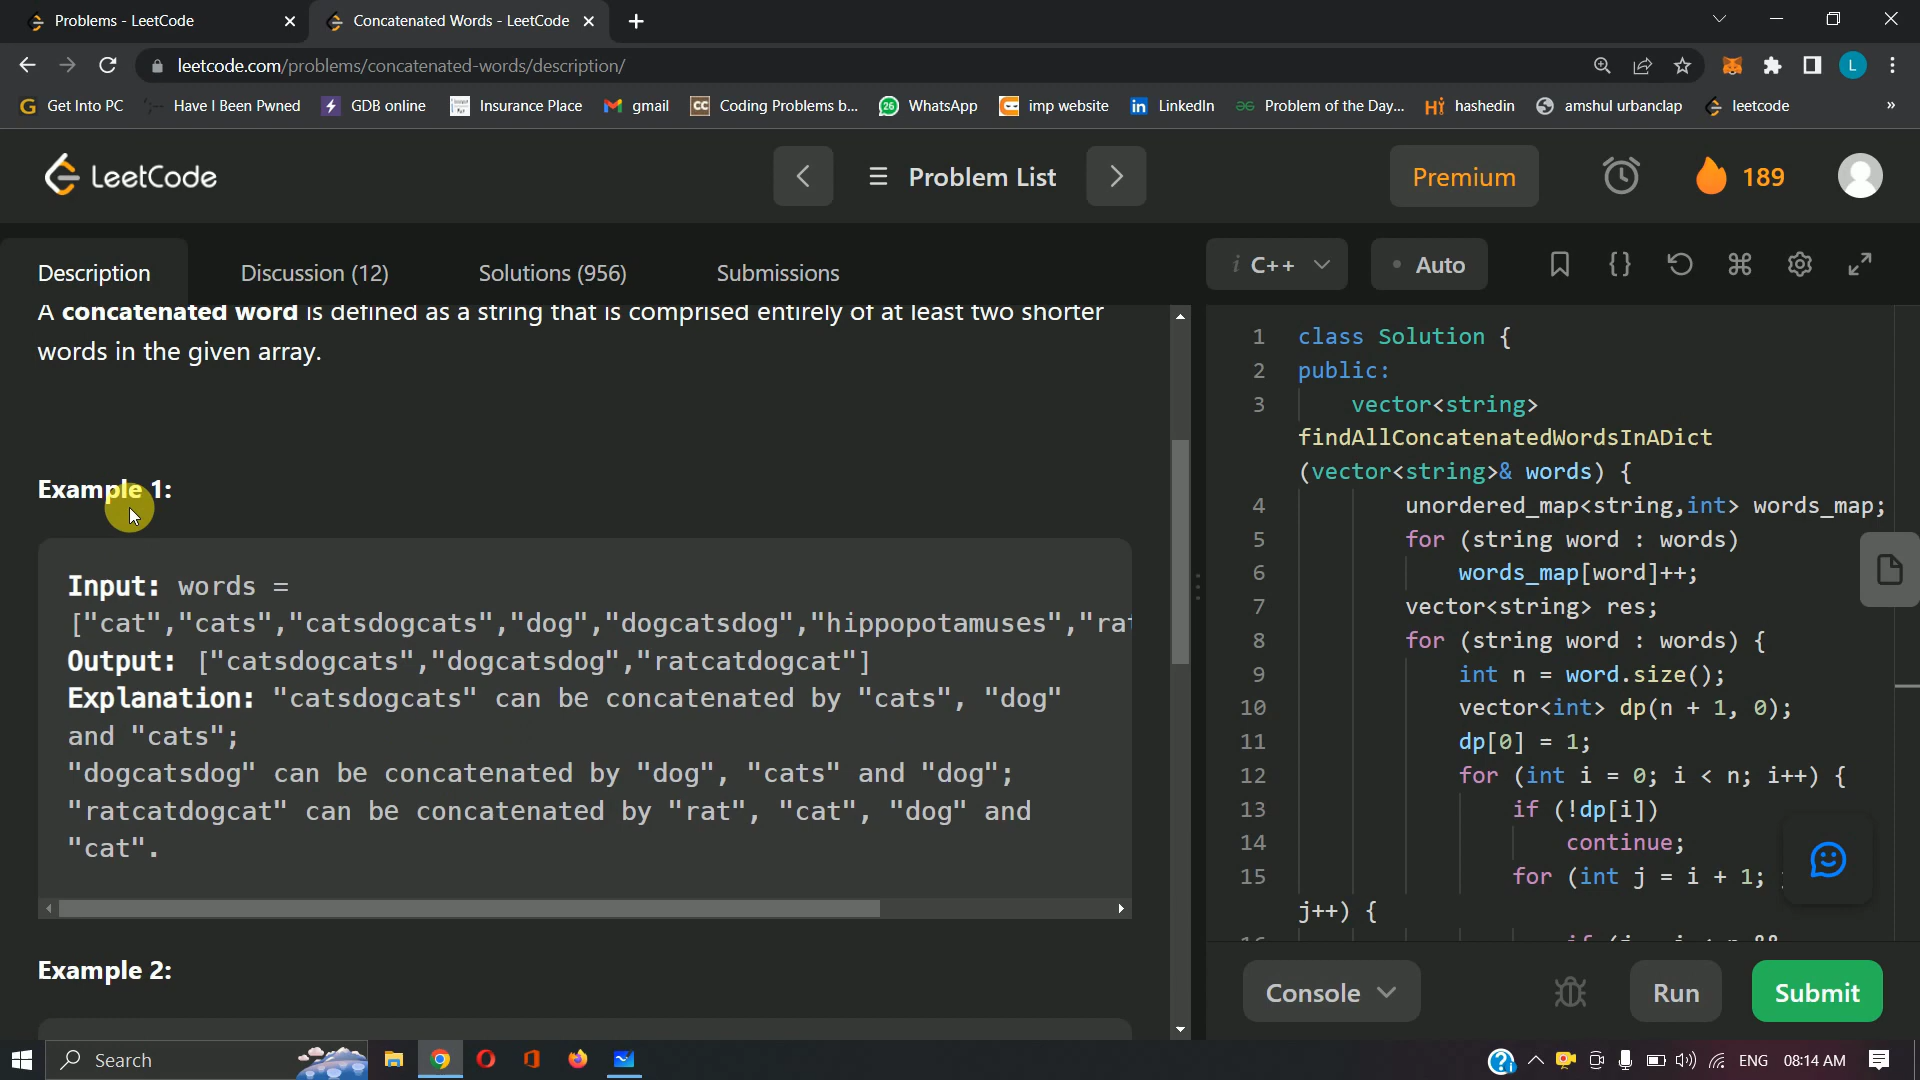 Problems - LeetCode
Concatenated Words - LeetCode
leetcode.com/problems/concatenated-words/description/
L
Get Into PC
Have I Been Pwned
GDB online
Insurance Place
gmail
Coding Problems b...
WhatsApp
imp website
LinkedIn
Problem of the Day...
hashedin
amshul urbanclap
leetcode
LeetCode
Problem List
Premium
189
Description
Discussion (12)
Solutions (956)
Submissions
i C++
Auto
A concatenated word is defined as a string that is comprised entirely of at least two shorter
words in the given array.
Example 1:
Input: words =
["cat","cats","catsdogcats","dog","dogcatsdog","hippopotamuses","rat
Output: ["catsdogcats","dogcatsdog","ratcatdogcat"]
Explanation: "catsdogcats" can be concatenated by "cats", "dog"
and "cats";
"dogcatsdog" can be concatenated by "dog", "cats" and "dog";
"ratcatdogcat" can be concatenated by "rat", "cat", "dog" and
"cat".
Example 2:
1 class Solution {
2 public:
3 vector<string>
findAllConcatenatedWordsInADict
(vector<string>& words) {
4 unordered_map<string,int> words_map;
5 for (string word : words)
6 words_map[word]++;
7 vector<string> res;
8 for (string word : words) {
9 int n = word.size();
10 vector<int> dp(n + 1, 0);
11 dp[0] = 1;
12 for (int i = 0; i < n; i++) {
13 if (!dp[i])
14 continue;
15 for (int j = i + 1;
j++) {
Console
Run
Submit
Search
ENG
08:14 AM